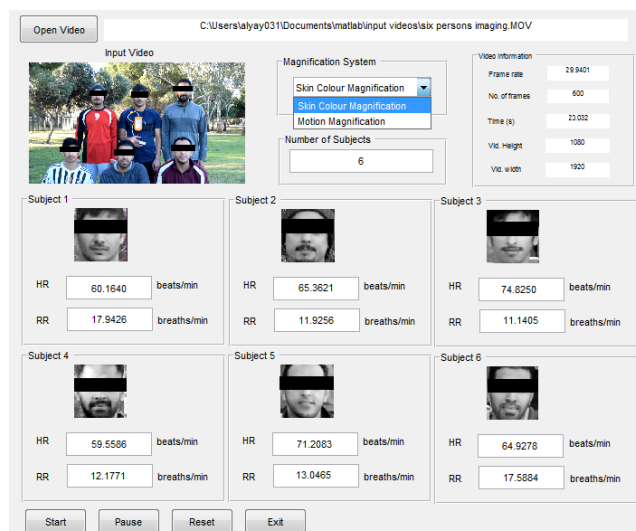 Open Video
C:\Users\alyay031\Documents\matlab\input videos\six persons imaging.MOV
Input Video
Magnification System
Skin Colour Magnification
Skin Colour Magnification
Motion Magnification
Number of Subjects
6
Video Information
Frame rate 29.9401
No. of frames 600
Time (s) 23.032
Vid. Height 1080
Vid. width 1920
Subject 1
HR 60.1640 beats/min
RR 17.9426 breaths/min
Subject 2
HR 65.3621 beats/min
RR 11.9256 breaths/min
Subject 3
HR 74.8250 beats/min
RR 11.1405 breaths/min
Subject 4
HR 59.5586 beats/min
RR 12.1771 breaths/min
Subject 5
HR 71.2083 beats/min
RR 13.0465 breaths/min
Subject 6
HR 64.9278 beats/min
RR 17.5884 breaths/min
Start Pause Reset Exit